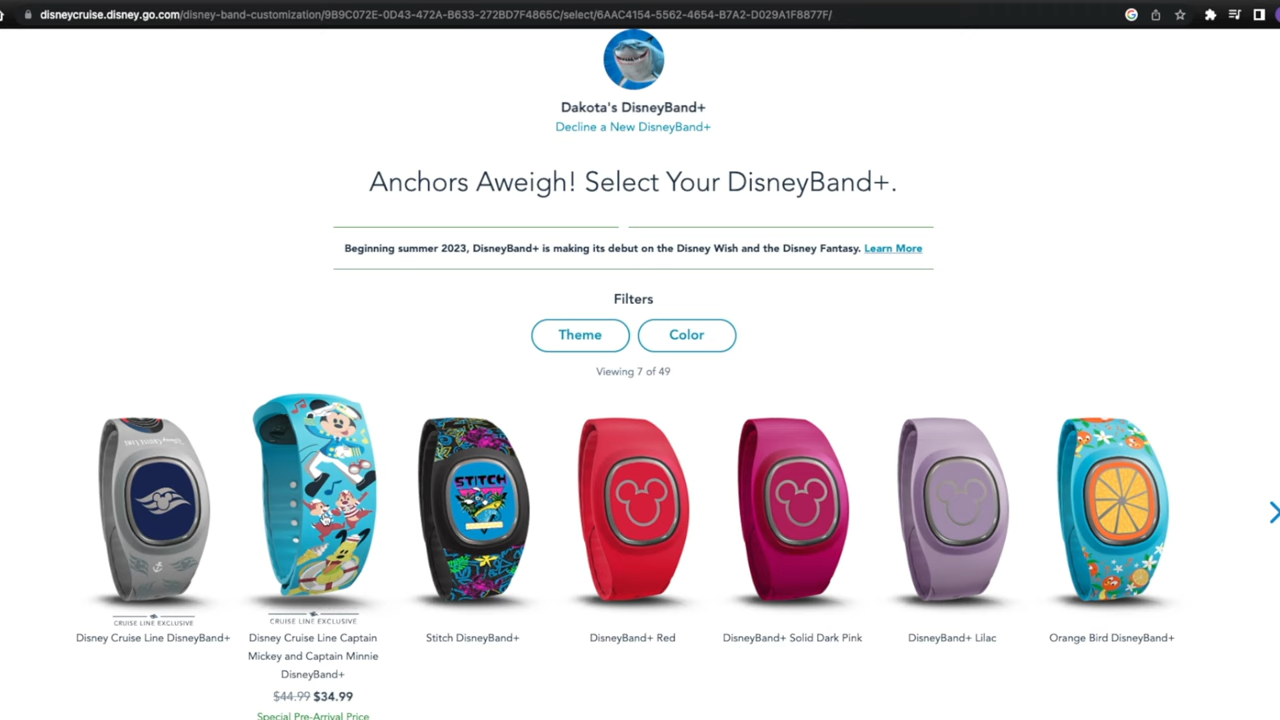 disneycruise.disney.go.com/disney-band-customization/9B9C072E-0D43-472A-B633-272BD7F4865C/select/6AAC4154-5562-4654-B7A2-D029A1F8877F/
Dakota's DisneyBand+
Decline a New DisneyBand+
Anchors Aweigh! Select Your DisneyBand+.
Beginning summer 2023, DisneyBand+ is making its debut on the Disney Wish and the Disney Fantasy. Learn More
Filters
Theme
Color
Viewing 7 of 49
Disney Cruise Line
STITCH
CRUISE LINE EXCLUSIVE
Disney Cruise Line DisneyBand+
CRUISE LINE EXCLUSIVE
Disney Cruise Line Captain
Mickey and Captain Minnie
DisneyBand+
$44.99 $34.99
Special Pre-Arrival Price
Stitch DisneyBand+
DisneyBand+ Red
DisneyBand+ Solid Dark Pink
DisneyBand+ Lilac
Orange Bird DisneyBand+